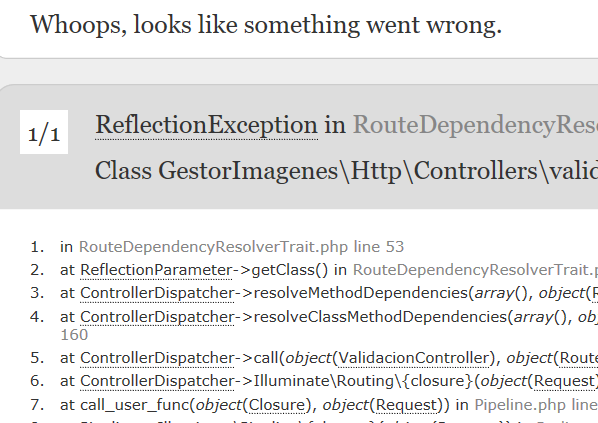 Whoops, looks like something went wrong.
1/1
ReflectionException in RouteDependencyReso
Class GestorImagenes\Http\Controllers\valid
1. in RouteDependencyResolverTrait.php line 53
2. at ReflectionParameter->getClass() in RouteDependencyResolverTrait.p
3. at ControllerDispatcher->resolveMethodDependencies(array(), object(R
4. at ControllerDispatcher->resolveClassMethodDependencies(array(), ob
160
5. at ControllerDispatcher->call(object(ValidacionController), object(Route
6. at ControllerDispatcher->Illuminate\Routing\{closure}(object(Request)
7. at call_user_func(object(Closure), object(Request)) in Pipeline.php line